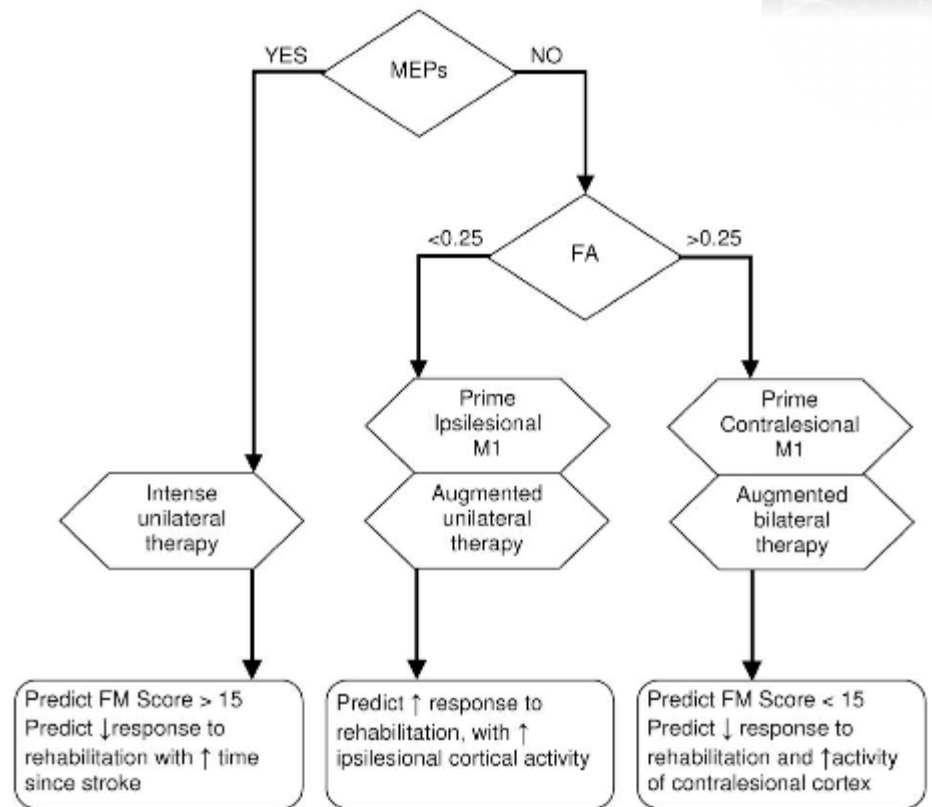 MEPs
YES
NO
FA
<0.25
>0.25
Prime
Ipsilesional
M1
Prime
Contralesional
M1
Intense
unilateral
therapy
Augmented
unilateral
therapy
Augmented
bilateral
therapy
Predict FM Score > 15
Predict ↓response to
rehabilitation with ↑ time
since stroke
Predict ↑ response to
rehabilitation, with ↑
ipsilesional cortical activity
Predict FM Score < 15
Predict ↓ response to
rehabilitation and ↑activity
of contralesional cortex